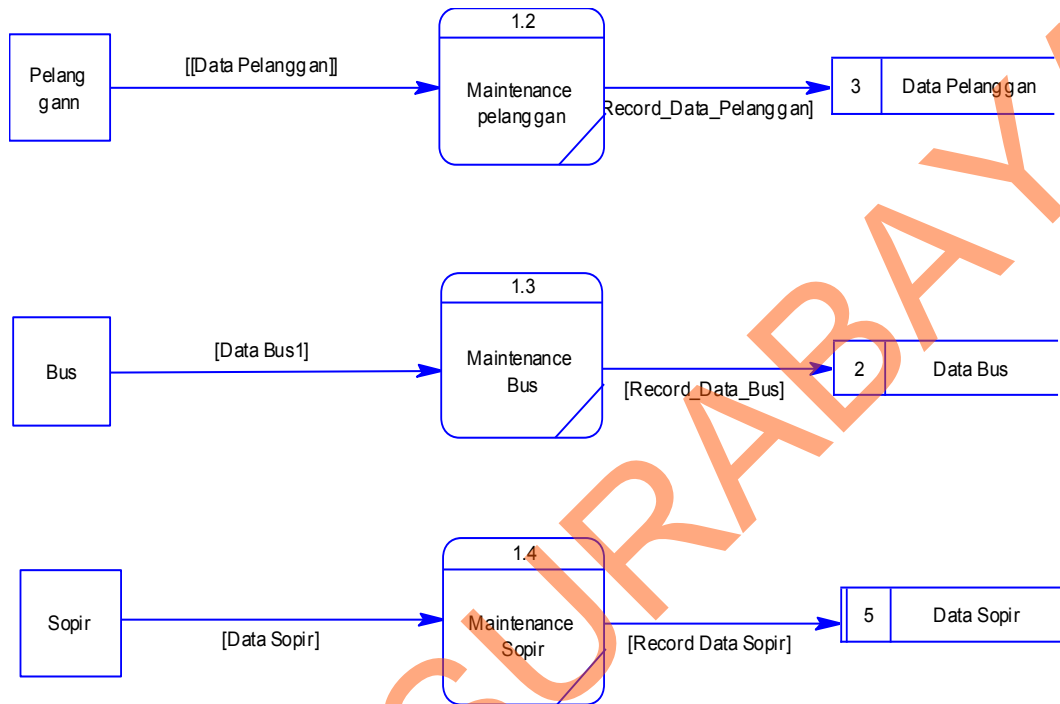 1.2
Pelang
gann
[[Data Pelanggan]]
Maintenance
pelanggan
Record_Data_Pelanggan]
3
Data Pelanggan
1.3
Bus
[Data Bus1]
Maintenance
Bus
[Record_Data_Bus]
2
Data Bus
1.4
Sopir
[Data Sopir]
Maintenance
Sopir
[Record Data Sopir]
5
Data Sopir
SURABAYA